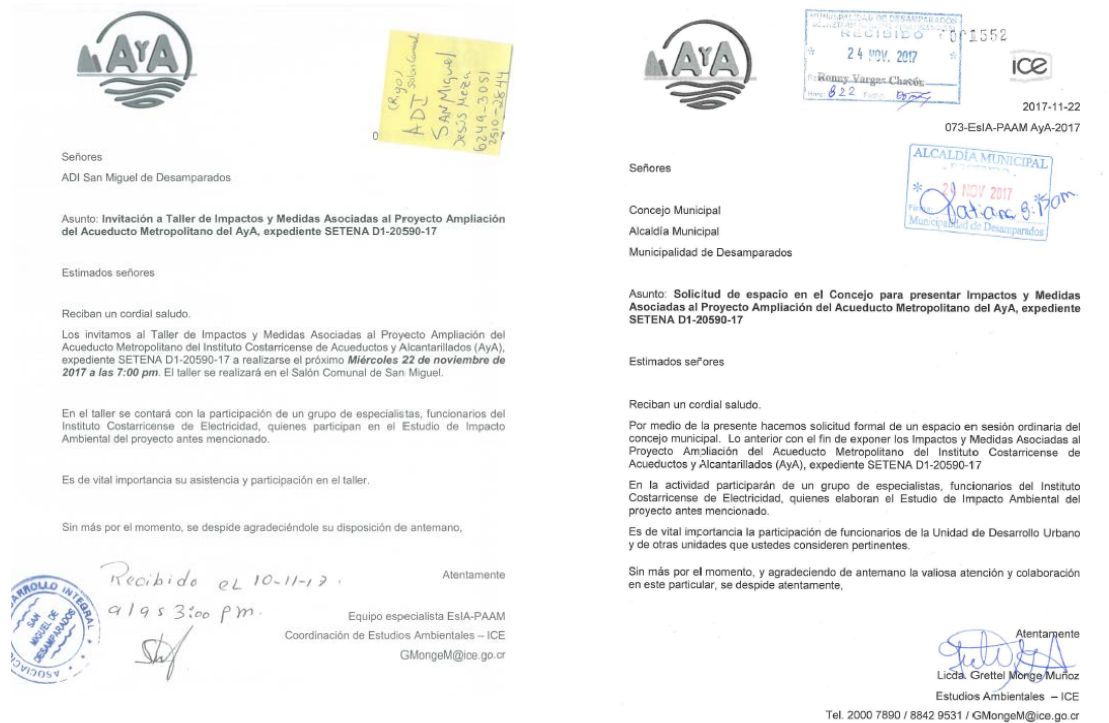 AYA
(Rigo)
ADI Salón Comunal
SAN Miguel
Jesús Meza
6249-3051
2510-2844
Señores
ADI San Miguel de Desamparados
Asunto: Invitación a Taller de Impactos y Medidas Asociadas al Proyecto Ampliación
del Acueducto Metropolitano del AyA, expediente SETENA D1-20590-17
Estimados señores
Reciban un cordial saludo.
Los invitamos al Taller de Impactos y Medidas Asociadas al Proyecto Ampliación del
Acueducto Metropolitano del Instituto Costarricense de Acueductos y Alcantarillados (AyA),
expediente SETENA D1-20590-17 a realizarse el próximo Miércoles 22 de noviembre de
2017 a las 7:00 pm. El taller se realizará en el Salón Comunal de San Miguel.
En el taller se contará con la participación de un grupo de especialistas, funcionarios del
Instituto Costarricense de Electricidad, quienes participan en el Estudio de Impacto
Ambiental del proyecto antes mencionado.
Es de vital importancia su asistencia y participación en el taller.
Sin más por el momento, se despide agradeciéndole su disposición de antemano,
Recibido eL 10-11-17.
a las 3:00 pm.
SAN
MIGUEL DE
DESAMPARADOS
Atentamente
Equipo especialista EsIA-PAAM
Coordinación de Estudios Ambientales – ICE
GMongeM@ice.go.cr
AYA
MUNICIPALIDAD DE DESAMPARADOS
RECIBIDO
24 NOV. 2017
Ronny Vargas Chacón
Hora: 822
001552
ice
2017-11-22
073-EsIA-PAAM AyA-2017
ALCALDÍA MUNICIPAL
NOV 2017
Municipalidad de Desamparados
Señores
Concejo Municipal
Alcaldía Municipal
Municipalidad de Desamparados
Asunto: Solicitud de espacio en el Concejo para presentar Impactos y Medidas
Asociadas al Proyecto Ampliación del Acueducto Metropolitano del AyA, expediente
SETENA D1-20590-17
Estimados señores
Reciban un cordial saludo.
Por medio de la presente hacemos solicitud formal de un espacio en sesión ordinaria del
concejo municipal. Lo anterior con el fin de exponer los Impactos y Medidas Asociadas al
Proyecto Ampliación del Acueducto Metropolitano del Instituto Costarricense de
Acueductos y Alcantarillados (AyA), expediente SETENA D1-20590-17
En la actividad participarán de un grupo de especialistas, funcionarios del Instituto
Costarricense de Electricidad, quienes elaboran el Estudio de Impacto Ambiental del
proyecto antes mencionado.
Es de vital importancia la participación de funcionarios de la Unidad de Desarrollo Urbano
y de otras unidades que ustedes consideren pertinentes.
Sin más por el momento, y agradeciendo de antemano la valiosa atención y colaboración
en este particular, se despide atentamente,
Atentamente
Licda. Grettel Monge Muñoz
Estudios Ambientales – ICE
Tel. 2000 7890 / 8842 9531 / GMongeM@ice.go.cr